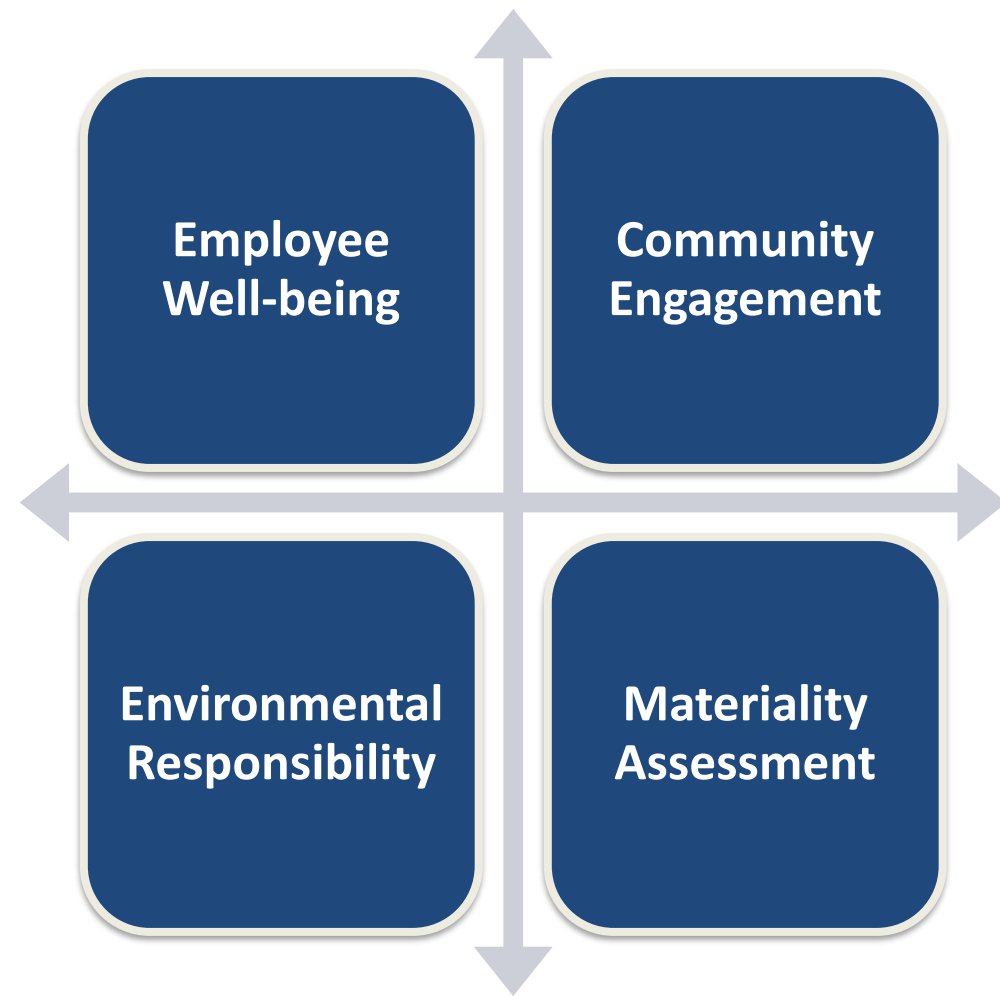 Employee
Well-being
Community
Engagement
Environmental
Responsibility
Materiality
Assessment